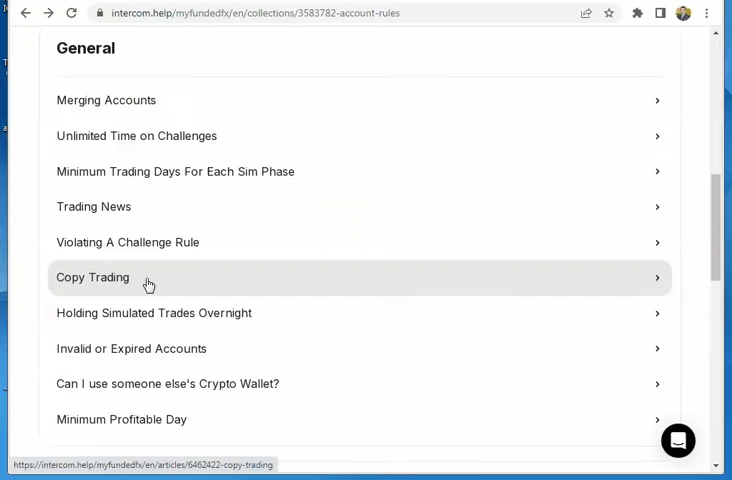 intercom.help/myfundedfx/en/collections/3583782-account-rules
General
Merging Accounts
Unlimited Time on Challenges
Minimum Trading Days For Each Sim Phase
Trading News
Violating A Challenge Rule
Copy Trading
Holding Simulated Trades Overnight
Invalid or Expired Accounts
Can I use someone else's Crypto Wallet?
Minimum Profitable Day
https://intercom.help/myfundedfx/en/articles/6462422-copy-trading